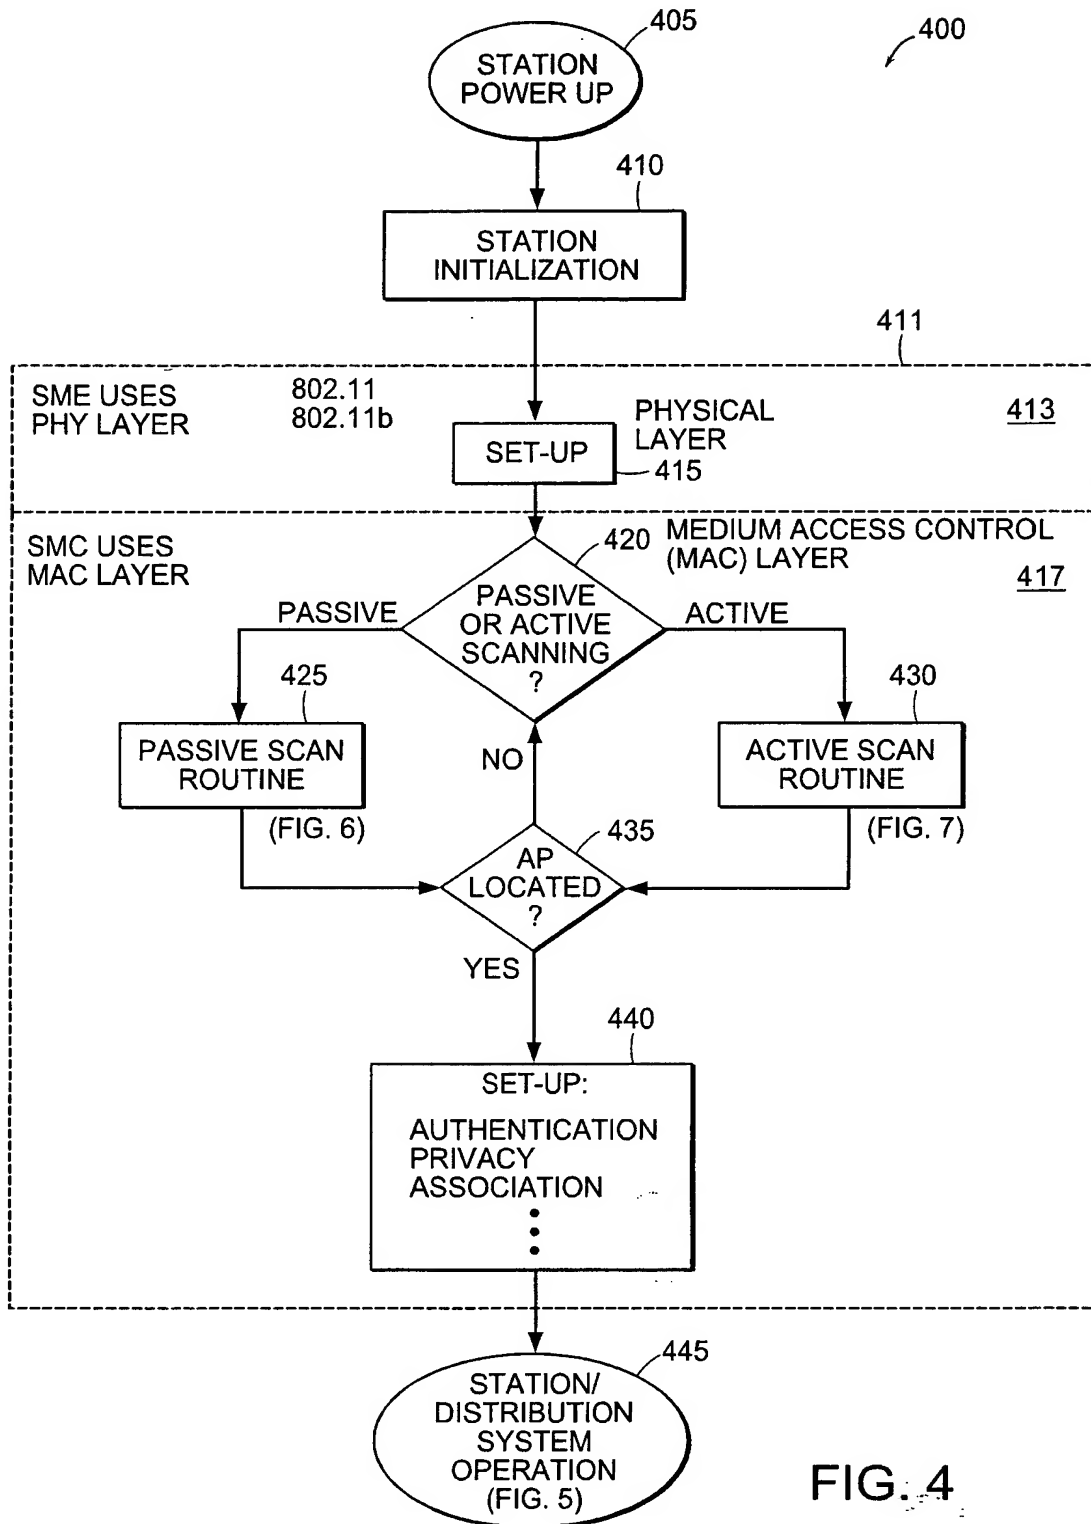 405
400
STATION
POWER UP
410
STATION
INITIALIZATION
411
SME USES
PHY LAYER
802.11
802.11b
PHYSICAL
LAYER
413
SET-UP
415
SMC USES
MAC LAYER
420
MEDIUM ACCESS CONTROL
(MAC) LAYER
417
PASSIVE
PASSIVE
OR ACTIVE
SCANNING
?
ACTIVE
425
430
PASSIVE SCAN
ROUTINE
(FIG. 6)
NO
ACTIVE SCAN
ROUTINE
(FIG. 7)
435
AP
LOCATED
?
YES
440
SET-UP:
AUTHENTICATION
PRIVACY
ASSOCIATION
445
STATION/
DISTRIBUTION
SYSTEM
OPERATION
(FIG. 5)
FIG. 4